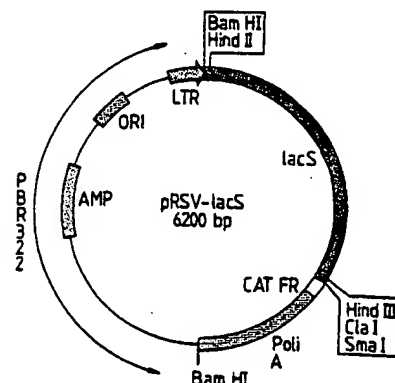 Bam HI
Hind II
LTR
ORI
lacS
AMP
pRSV-lacS
6200 bp
PBR322
CAT FR
Hind III
Cla I
Sma I
Poli
A
Bam HI